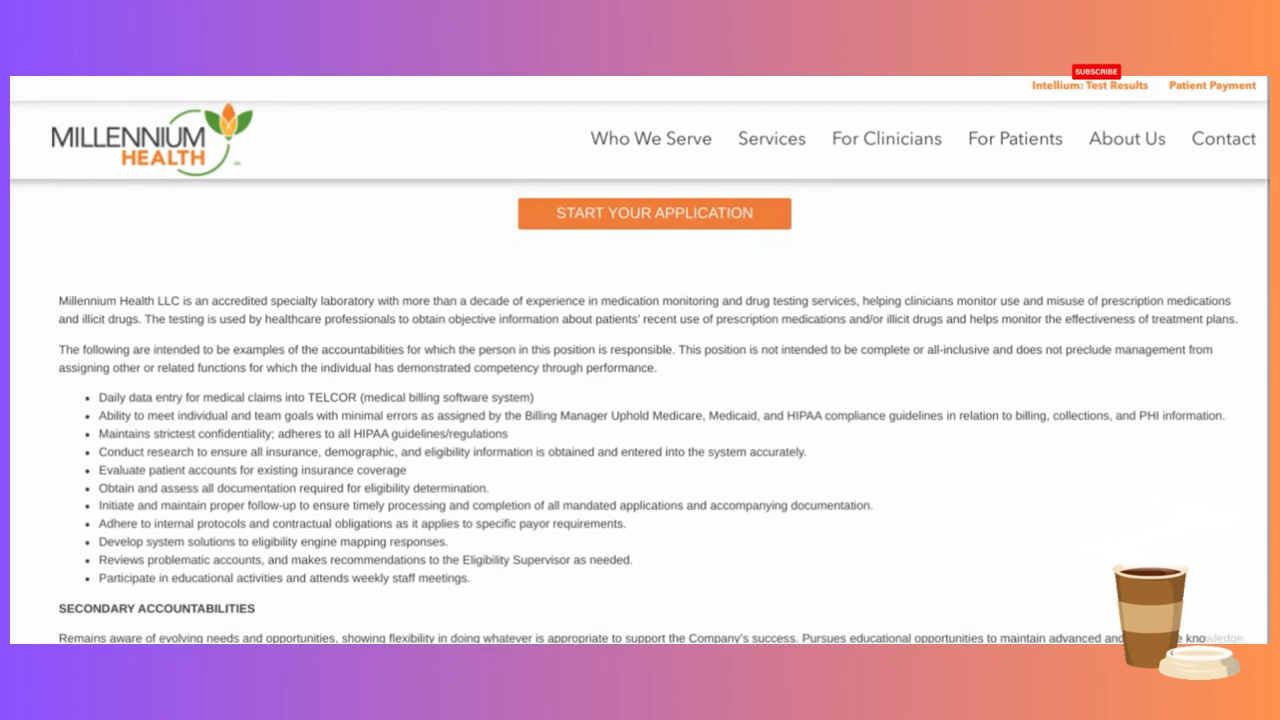 SUBSCRIBE
Intellium: Test Results Patient Payment
MILLENNIUM
HEALTH
Who We Serve Services For Clinicians For Patients About Us Contact
START YOUR APPLICATION
Millennium Health LLC is an accredited specialty laboratory with more than a decade of experience in medication monitoring and drug testing services, helping clinicians monitor use and misuse of prescription medications
and illicit drugs. The testing is used by healthcare professionals to obtain objective information about patients' recent use of prescription medications and/or illicit drugs and helps monitor the effectiveness of treatment plans.
The following are intended to be examples of the accountabilities for which the person in this position is responsible. This position is not intended to be complete or all-inclusive and does not preclude management from
assigning other or related functions for which the individual has demonstrated competency through performance.
• Daily data entry for medical claims into TELCOR (medical billing software system)
• Ability to meet individual and team goals with minimal errors as assigned by the Billing Manager Uphold Medicare, Medicaid, and HIPAA compliance guidelines in relation to billing, collections, and PHI information.
• Maintains strictest confidentiality; adheres to all HIPAA guidelines/regulations
• Conduct research to ensure all insurance, demographic, and eligibility information is obtained and entered into the system accurately.
• Evaluate patient accounts for existing insurance coverage
• Obtain and assess all documentation required for eligibility determination.
• Initiate and maintain proper follow-up to ensure timely processing and completion of all mandated applications and accompanying documentation.
• Adhere to internal protocols and contractual obligations as it applies to specific payor requirements.
• Develop system solutions to eligibility engine mapping responses.
• Reviews problematic accounts, and makes recommendations to the Eligibility Supervisor as needed.
• Participate in educational activities and attends weekly staff meetings.
SECONDARY ACCOUNTABILITIES
Remains aware of evolving needs and opportunities, showing flexibility in doing whatever is appropriate to support the Company's success. Pursues educational opportunities to maintain advanced and knowledge